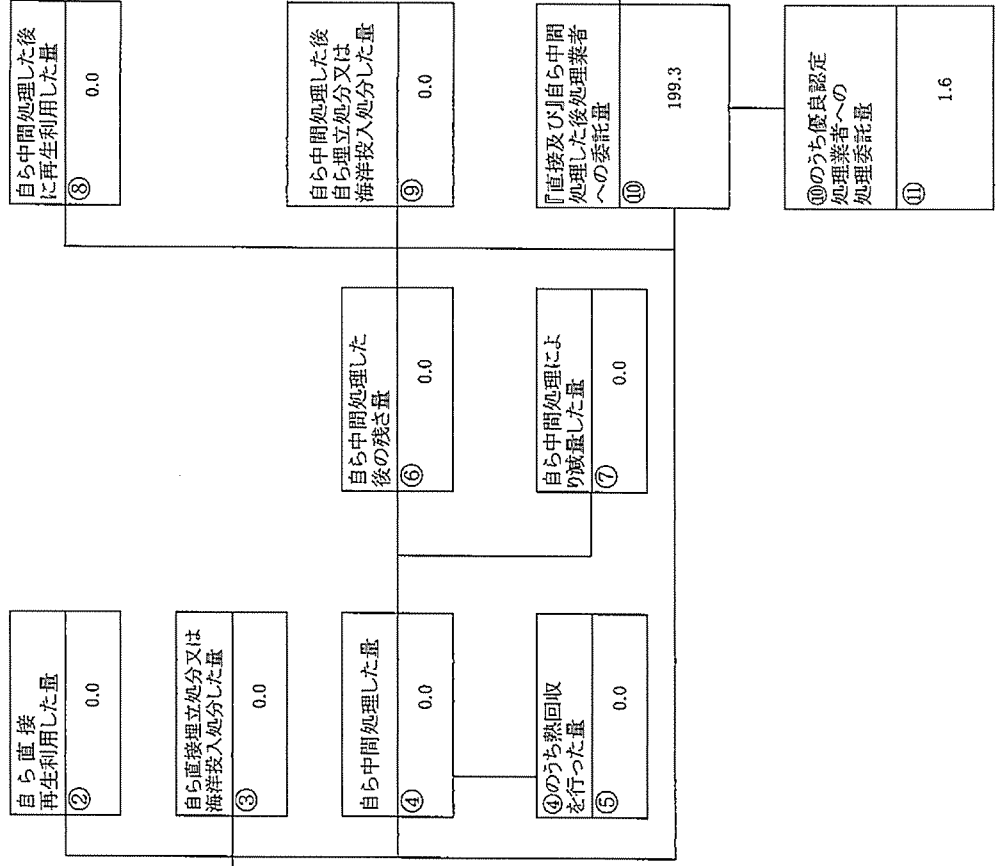 自ら直接
再生利用した量
②
0.0
自ら直接埋立処分又は
海洋投入処分した量
③
0.0
自ら中間処理した量
④
0.0
④のうち熱回収
を行った量
⑤
0.0
自ら中間処理した
後の残さ量
⑥
0.0
自ら中間処理によ
り減量した量
⑦
0.0
自ら中間処理した後
に再生利用した量
⑧
0.0
自ら中間処理した後
自ら埋立処分又は
海洋投入処分した量
⑨
0.0
『直接及び』自ら中間
処理した後処理業者
への委託量
⑩
199.3
⑩のうち優良認定
処理業者への
処理委託量
⑪
1.6